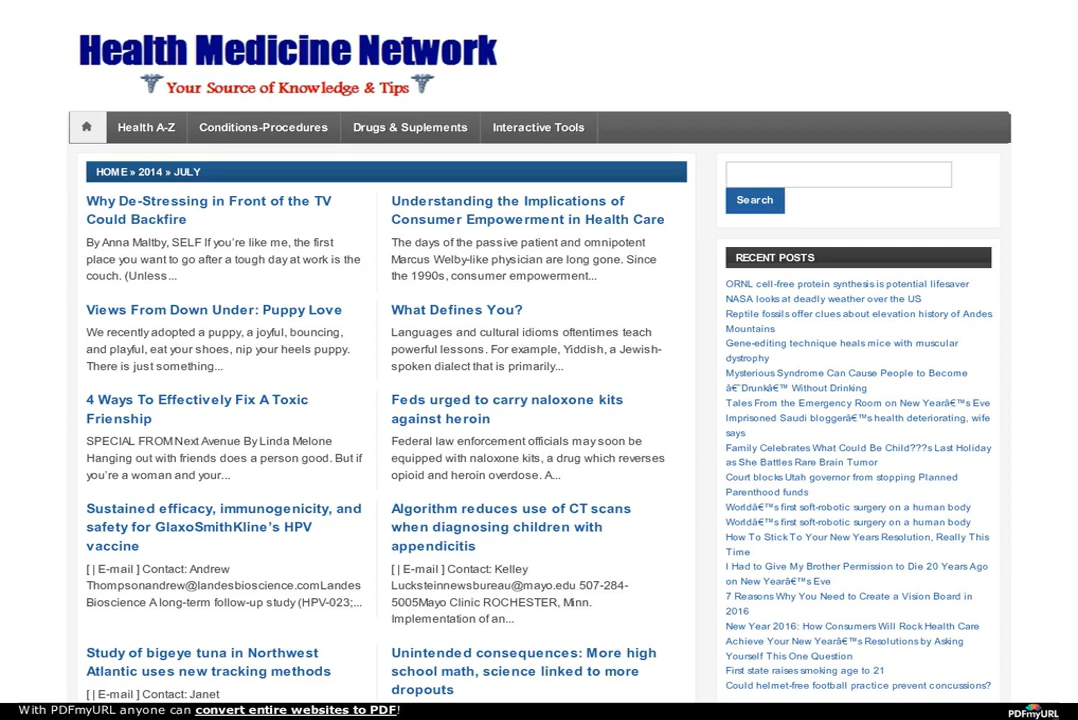 Health Medicine Network
Your Source of Knowledge & Tips
Health A-Z
Conditions-Procedures
Drugs & Suplements
Interactive Tools
HOME » 2014 » JULY
Why De-Stressing in Front of the TV
Could Backfire
By Anna Maltby, SELF If you're like me, the first
place you want to go after a tough day at work is the
couch. (Unless...
Understanding the Implications of
Consumer Empowerment in Health Care
The days of the passive patient and omnipotent
Marcus Welby-like physician are long gone. Since
the 1990s, consumer empowerment...
Views From Down Under: Puppy Love
We recently adopted a puppy, a joyful, bouncing,
and playful, eat your shoes, nip your heels puppy.
There is just something...
What Defines You?
Languages and cultural idioms oftentimes teach
powerful lessons. For example, Yiddish, a Jewish-
spoken dialect that is primarily...
4 Ways To Effectively Fix A Toxic
Frienship
SPECIAL FROM Next Avenue By Linda Melone
Hanging out with friends does a person good. But if
you're a woman and your...
Feds urged to carry naloxone kits
against heroin
Federal law enforcement officials may soon be
equipped with naloxone kits, a drug which reverses
opioid and heroin overdose. A...
Sustained efficacy, immunogenicity, and
safety for GlaxoSmithKline's HPV
vaccine
[ | E-mail ] Contact: Andrew
Thompsonandrew@landesbioscience.comLandes
Bioscience A long-term follow-up study (HPV-023;...
Algorithm reduces use of CT scans
when diagnosing children with
appendicitis
[ | E-mail ] Contact: Kelley
Lucksteinnewsbureau@mayo.edu 507-284-
5005Mayo Clinic ROCHESTER, Minn.
Implementation of an...
Study of bigeye tuna in Northwest
Atlantic uses new tracking methods
[ | E-mail ] Contact: Janet
Unintended consequences: More high
school math, science linked to more
dropouts
Search
RECENT POSTS
ORNL cell-free protein synthesis is potential lifesaver
NASA looks at deadly weather over the US
Reptile fossils offer clues about elevation history of Andes
Mountains
Gene-editing technique heals mice with muscular
dystrophy
Mysterious Syndrome Can Cause People to Become
â€˜Drunkâ€™ Without Drinking
Tales From the Emergency Room on New Yearâ€™s Eve
Imprisoned Saudi bloggerâ€™s health deteriorating, wife
says
Family Celebrates What Could Be Child???s Last Holiday
as She Battles Rare Brain Tumor
Court blocks Utah governor from stopping Planned
Parenthood funds
Worldâ€™s first soft-robotic surgery on a human body
Worldâ€™s first soft-robotic surgery on a human body
How To Stick To Your New Years Resolution, Really This
Time
I Had to Give My Brother Permission to Die 20 Years Ago
on New Yearâ€™s Eve
7 Reasons Why You Need to Create a Vision Board in
2016
New Year 2016: How Consumers Will Rock Health Care
Achieve Your New Yearâ€™s Resolutions by Asking
Yourself This One Question
First state raises smoking age to 21
Could helmet-free football practice prevent concussions?
With PDFmyURL anyone can convert entire websites to PDF!
PDFmyURL